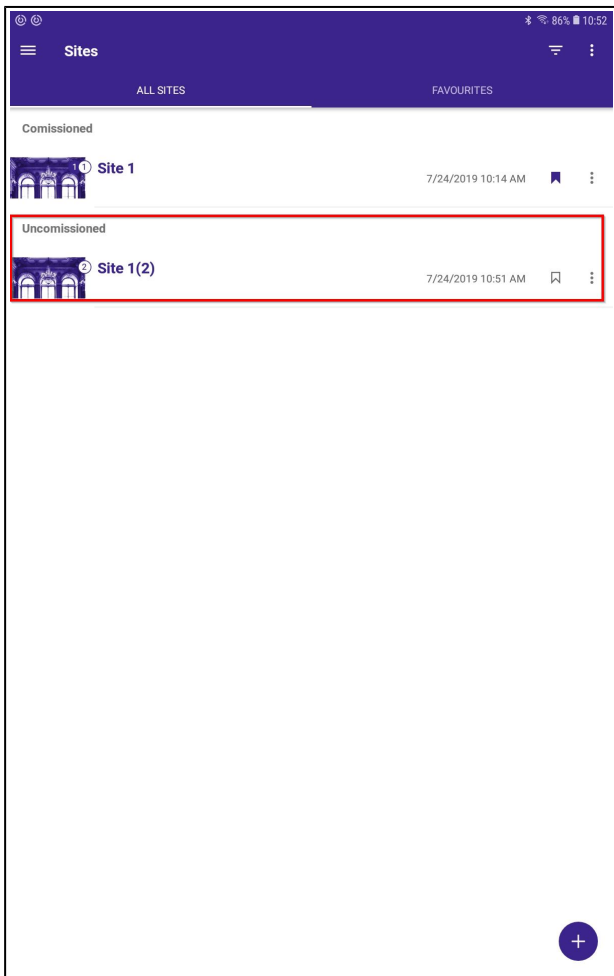 86% 10:52
Sites
ALL SITES FAVOURITES
Comissioned
1 1 Site 1
7/24/2019 10:14 AM
Uncomissioned
2 Site 1(2)
7/24/2019 10:51 AM